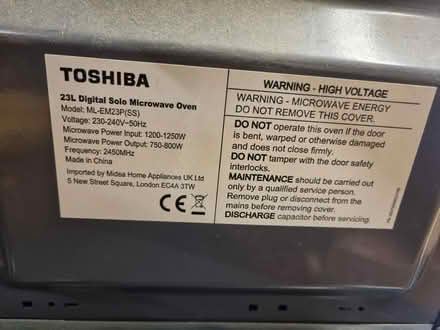 TOSHIBA
23L Digital Solo Microwave Oven
Model: ML-EM23P(SS)
Voltage: 230-240V~50Hz
Microwave Power Input: 1200-1250W
Microwave Power Output: 750-800W
Frequency: 2450MHz
Made in China
Imported by Midea Home Appliances UK Ltd
5 New Street Square, London EC4A 3TW
WARNING - HIGH VOLTAGE
WARNING - MICROWAVE ENERGY
DO NOT REMOVE THIS COVER.
DO NOT operate this oven if the door
is bent, warped or otherwise damaged
and does not close firmly.
DO NOT tamper with the door safety
interlocks.
MAINTENANCE should be carried out
only by a qualified service person.
Remove plug or disconnect from the
mains before removing cover.
DISCHARGE capacitor before servicing.